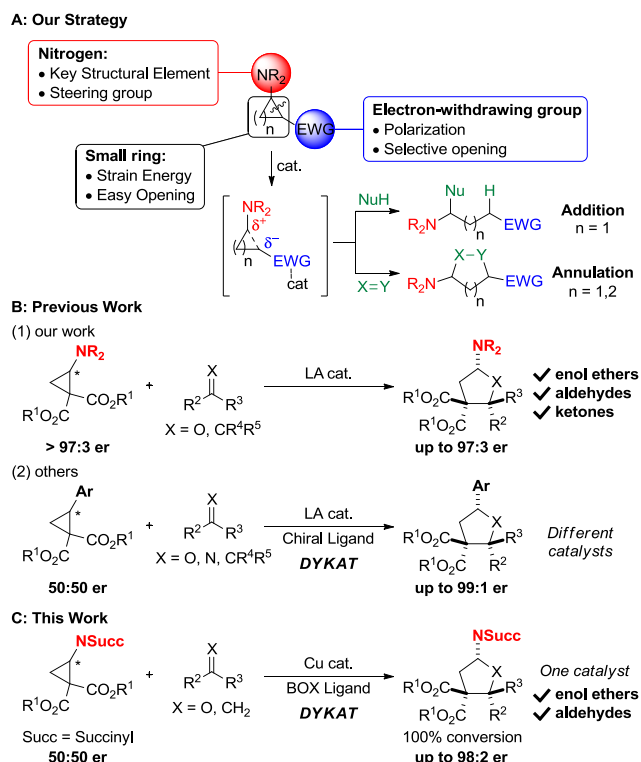 A: Our Strategy
Nitrogen:
• Key Structural Element
• Steering group
NR2
( )n
EWG
Electron-withdrawing group
• Polarization
• Selective opening
Small ring:
• Strain Energy
• Easy Opening
cat.
NR2
δ+
δ−
( )n
EWG
cat
NuH
Nu H
R2N ( )n EWG
Addition
n = 1
X=Y
X−Y
R2N ( )n EWG
Annulation
n = 1,2
B: Previous Work
(1) our work
NR2
*
R1O2C CO2R1
> 97:3 er
+
X
R2 R3
X = O, CR4R5
LA cat.
NR2
X
R1O2C R3
R1O2C R2
up to 97:3 er
✓ enol ethers
✓ aldehydes
✓ ketones
(2) others
Ar
*
R1O2C CO2R1
50:50 er
+
X
R2 R3
X = O, N, CR4R5
LA cat.
Chiral Ligand
DYKAT
Ar
X
R1O2C R3
R1O2C R2
up to 99:1 er
Different
catalysts
C: This Work
NSucc
*
R1O2C CO2R1
Succ = Succinyl
50:50 er
+
X
R2 R3
X = O, CH2
Cu cat.
BOX Ligand
DYKAT
NSucc
X
R1O2C R3
R1O2C R2
100% conversion
up to 98:2 er
One catalyst
✓ enol ethers
✓ aldehydes